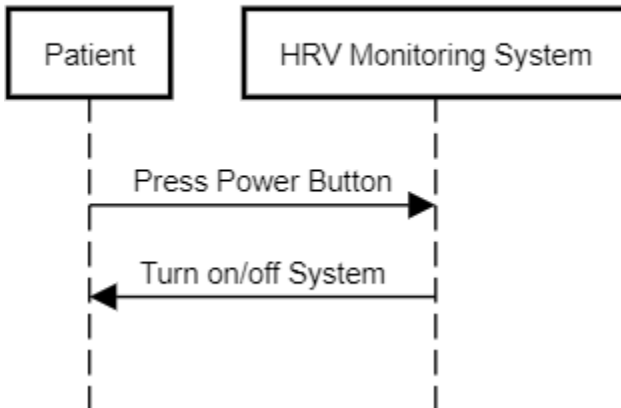 Patient
HRV Monitoring System
Press Power Button
Turn on/off System